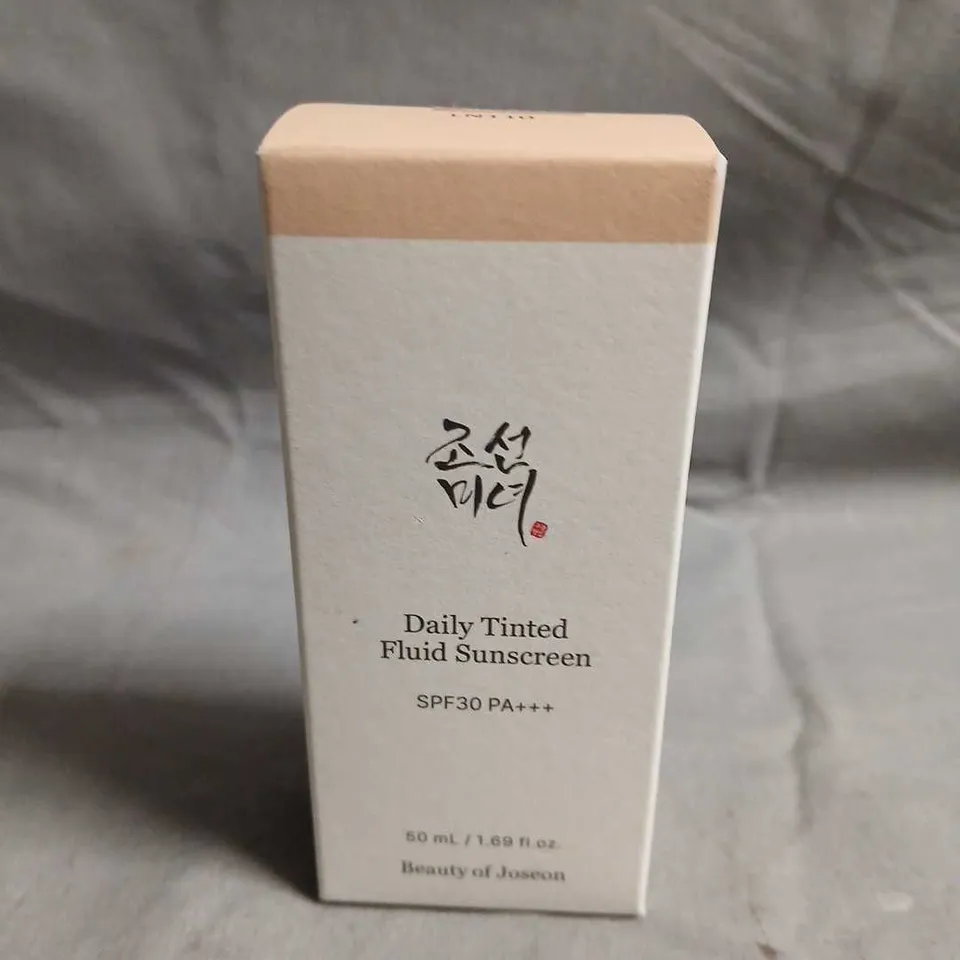 조선
미녀
Daily Tinted
Fluid Sunscreen
SPF30 PA+++
50 mL / 1.69 fl.oz.
Beauty of Joseon